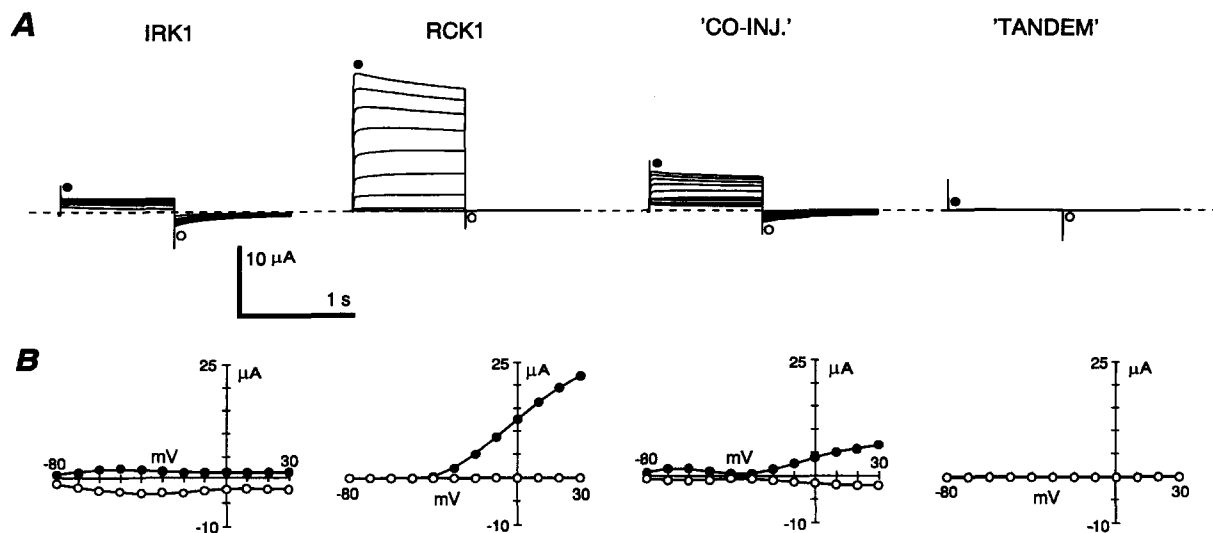 A
IRK1
RCK1
'CO-INJ.'
'TANDEM'
10 µA
1 s
B
25
µA
-80
mV
30
-10
25
µA
-80
mV
30
-10
25
µA
-80
mV
30
-10
25
µA
-80
mV
30
-10